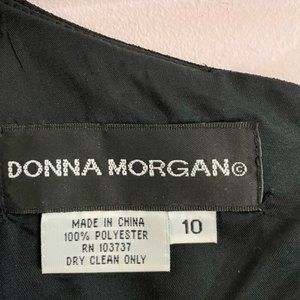 DONNA MORGAN©
MADE IN CHINA
100% POLYESTER
RN 103737
DRY CLEAN ONLY
10